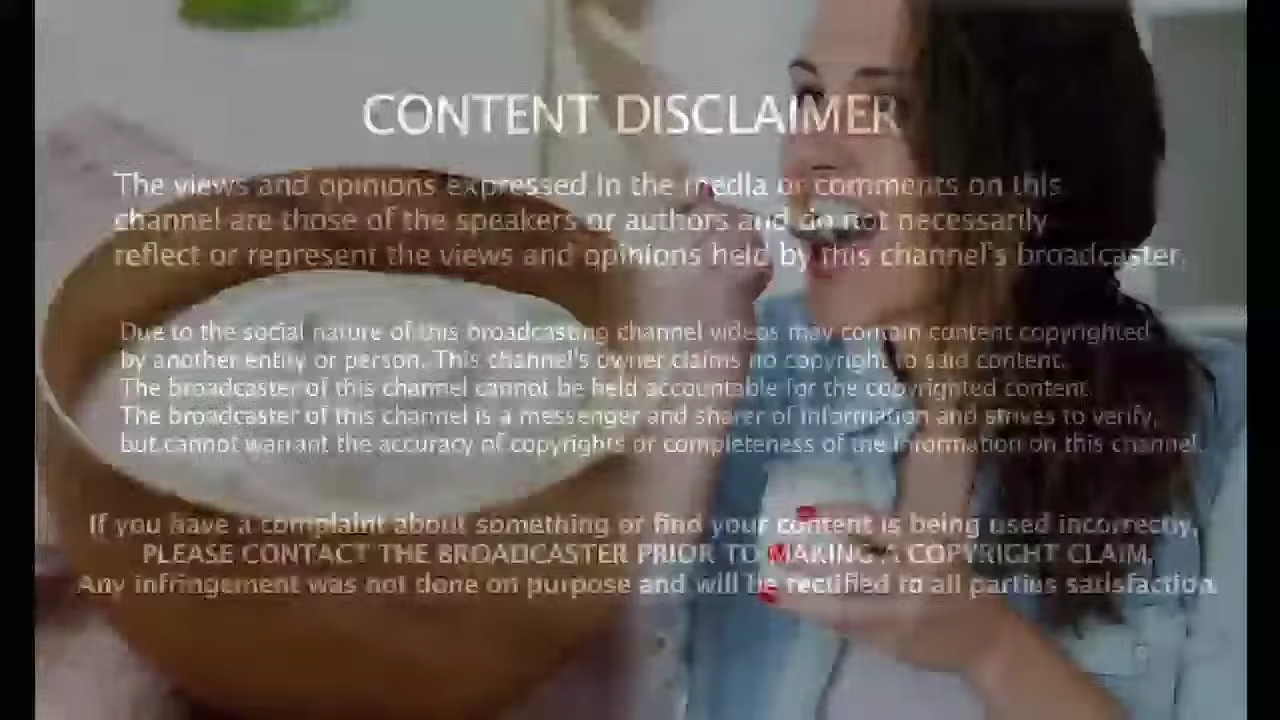 CONTENT DISCLAIMER
The views and opinions expressed in the media or comments on this
channel are those of the speakers or authors and do not necessarily
reflect or represent the views and opinions held by this channel's broadcaster.
Due to the social nature of this broadcasting channel videos may contain content copyrighted
by another entity or person. This channel's owner claims no copyright to said content.
The broadcaster of this channel cannot be held accountable for the copyrighted content.
The broadcaster of this channel is a messenger and sharer of information and strives to verify,
but cannot warrant the accuracy of copyrights or completeness of the information on this channel.
If you have a complaint about something or find your content is being used incorrectly,
PLEASE CONTACT THE BROADCASTER PRIOR TO MAKING A COPYRIGHT CLAIM.
Any infringement was not done on purpose and will be rectified to all parties satisfaction.